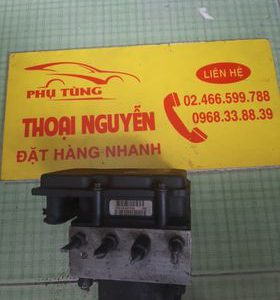 PHỤ TÙNG
LIÊN HỆ
02.466.599.788
0968.33.88.39
THOẠI NGUYỄN
ĐẶT HÀNG NHANH